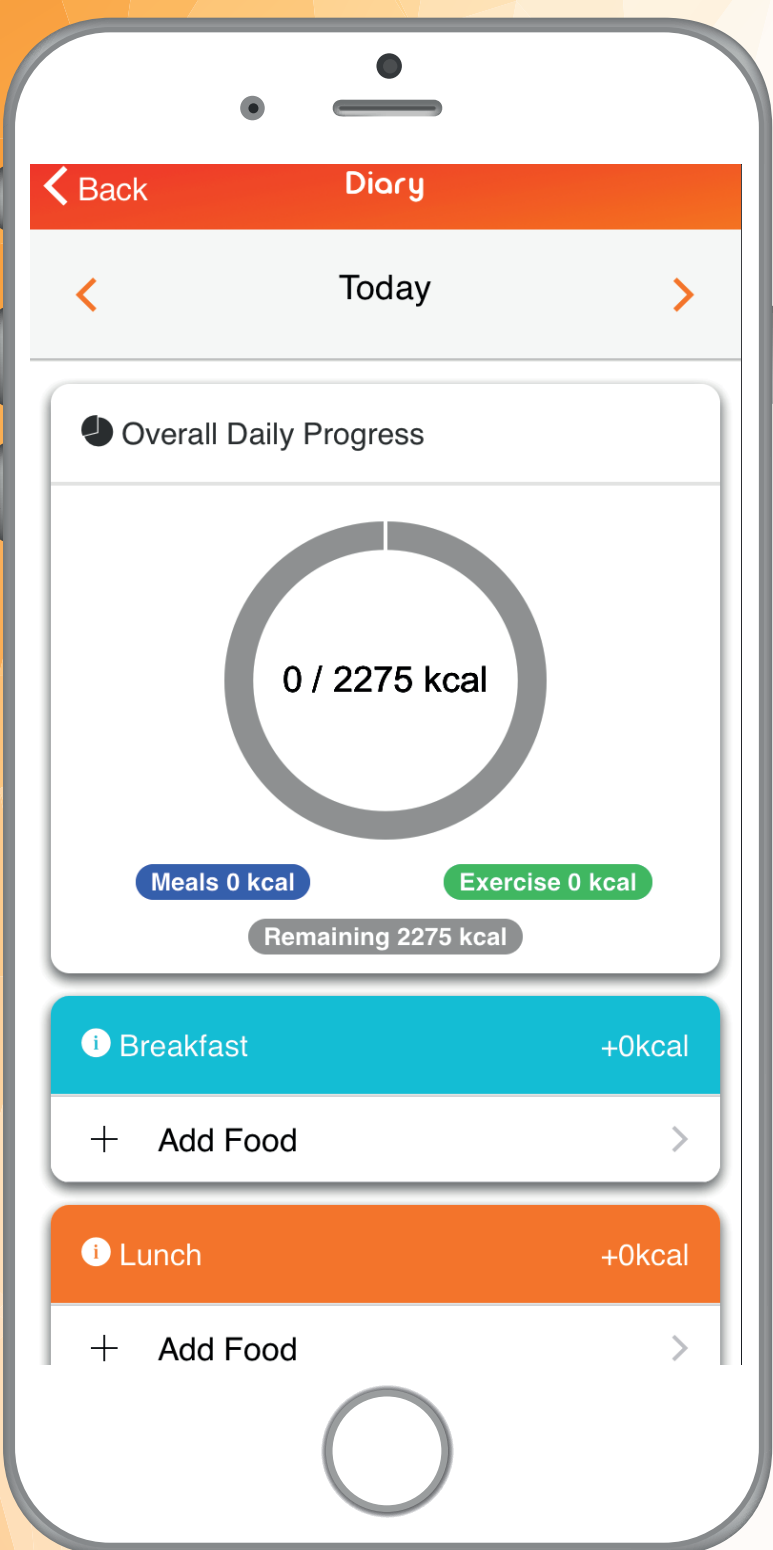 Back Diary
Today
Overall Daily Progress
0 / 2275 kcal
Meals 0 kcal Exercise 0 kcal
Remaining 2275 kcal
Breakfast +0kcal
+ Add Food
Lunch +0kcal
+ Add Food